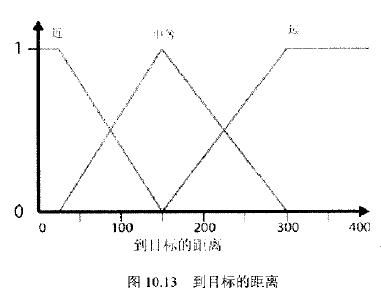 近 中等 远
1
0
0 100 200 300 400
到目标的距离
图 10.13 到目标的距离